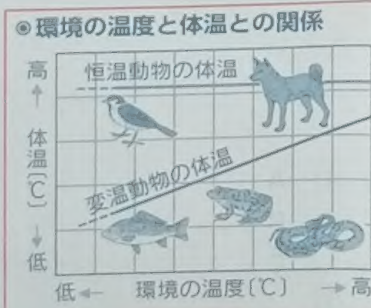 ◉環境の温度と体温との関係
高
↑
体温〔℃〕
↓
低
恒温動物の体温
変温動物の体温
低← 環境の温度〔℃〕 →高